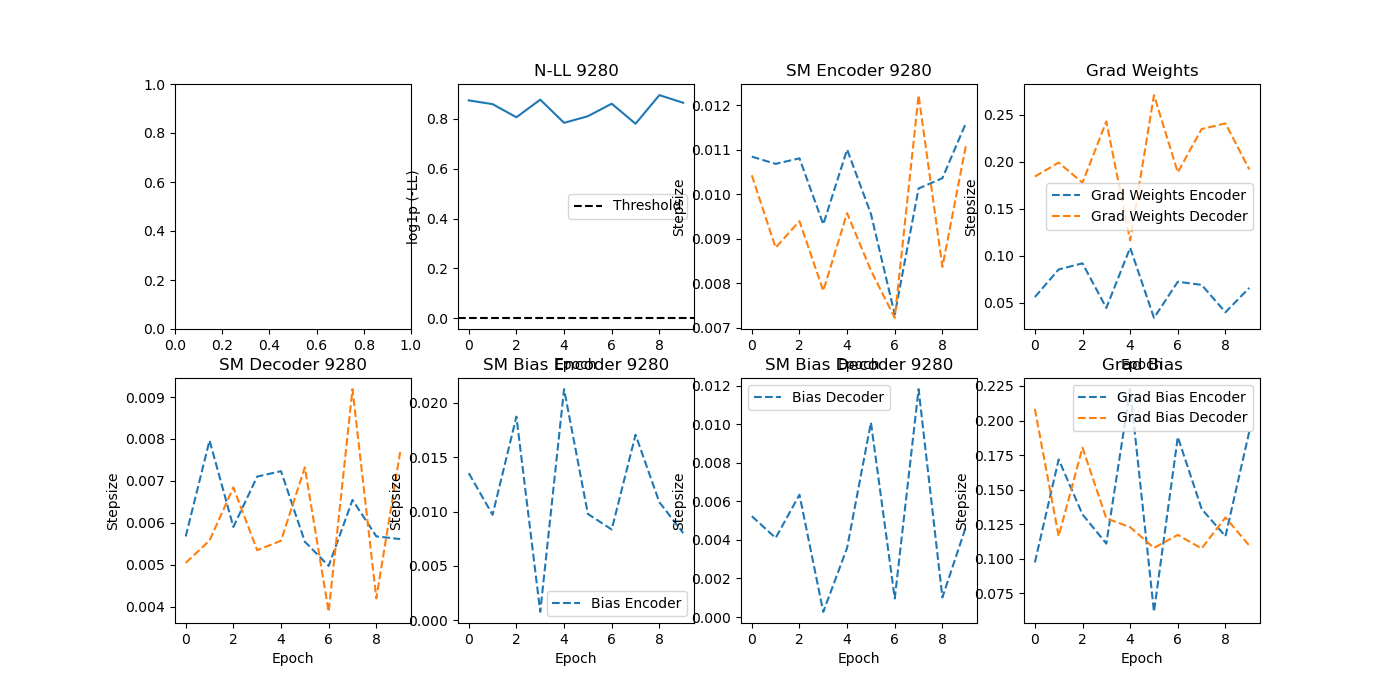 N-LL 9280
SM Encoder 9280
Grad Weights
1.0
0.8
0.6
0.4
0.2
0.0
0.0 0.2 0.4 0.6 0.8 1.0
log1p (-LL)
0.8
0.6
0.4
0.2
0.0
Threshold
0 2 4 6 8
Epoch
Stepsize
0.012
0.011
0.010
0.009
0.008
0.007
0 2 4 6 8
Epoch
Stepsize
0.25
0.20
0.15
0.10
0.05
Grad Weights Encoder
Grad Weights Decoder
0 2 4 6 8
Epoch
SM Decoder 9280
SM Bias Encoder 9280
SM Bias Decoder 9280
Grad Bias
Stepsize
0.009
0.008
0.007
0.006
0.005
0.004
0 2 4 6 8
Epoch
Stepsize
0.020
0.015
0.010
0.005
0.000
Bias Encoder
0 2 4 6 8
Epoch
Stepsize
0.012
0.010
0.008
0.006
0.004
0.002
0.000
Bias Decoder
0 2 4 6 8
Epoch
Stepsize
0.225
0.200
0.175
0.150
0.125
0.100
0.075
Grad Bias Encoder
Grad Bias Decoder
0 2 4 6 8
Epoch